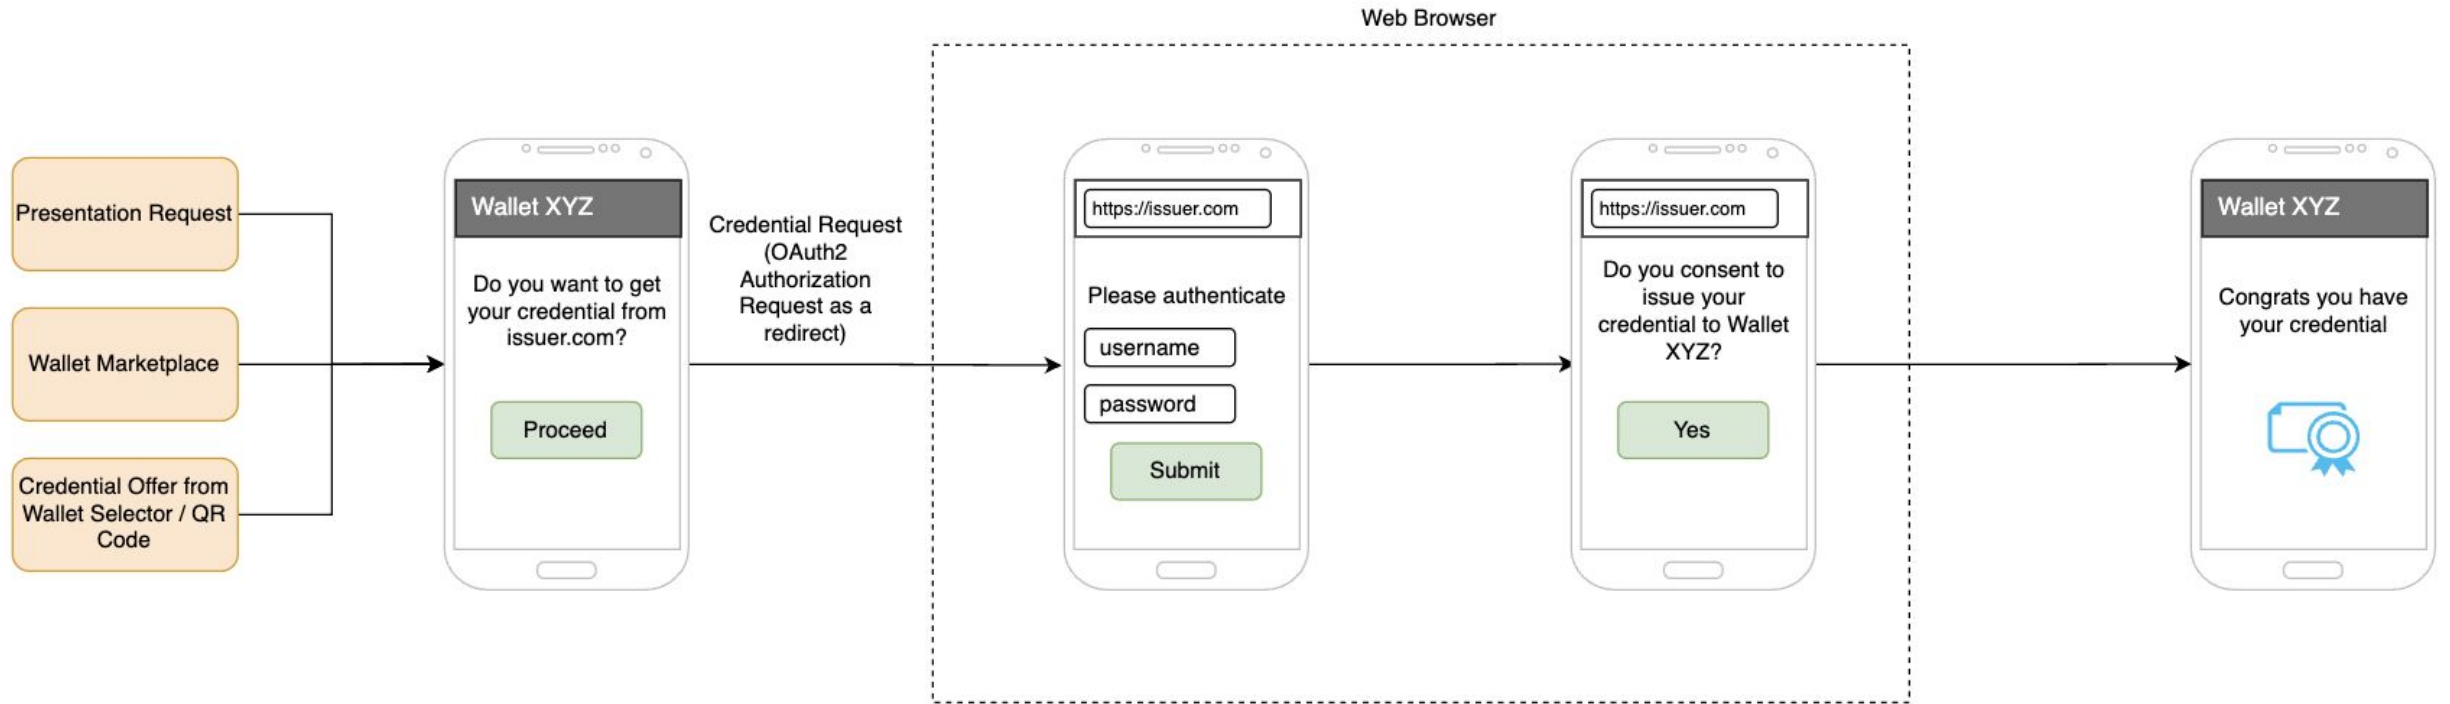 Web Browser
Presentation Request
Wallet Marketplace
Credential Offer from
Wallet Selector / QR
Code
Wallet XYZ
Do you want to get
your credential from
issuer.com?
Proceed
Credential Request
(OAuth2
Authorization
Request as a
redirect)
https://issuer.com
Please authenticate
username
password
Submit
https://issuer.com
Do you consent to
issue your
credential to Wallet
XYZ?
Yes
Wallet XYZ
Congrats you have
your credential